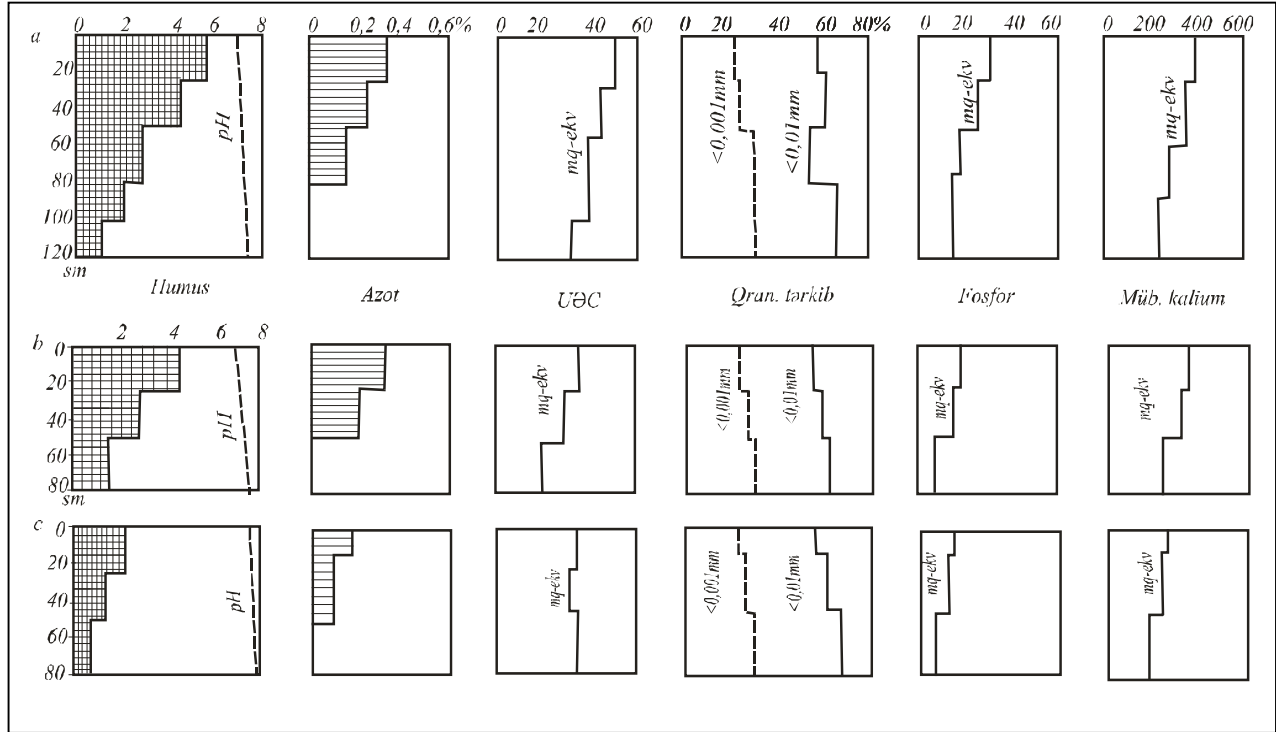 0 2 4 6 8 0 0,2 0,4 0,6% 0 20 40 60 0 20 40 60 80% 0 20 40 60 0 200 400 600
a
20
40
60
80
100
120
sm
pH
mq-ekv
<0,001mm
<0,01mm
mq-ekv
mq-ekv
Humus Azot UƏC Qran. tərkib Fosfor Müb. kalium
2 4 6 8
b 0
20
40
60
80
sm
pH
mq-ekv
<0,001mm
<0,01mm
mq-ekv
mq-ekv
c 0
20
40
60
80
pH
mq-ekv
<0,001mm
<0,01mm
mq-ekv
mq-ekv